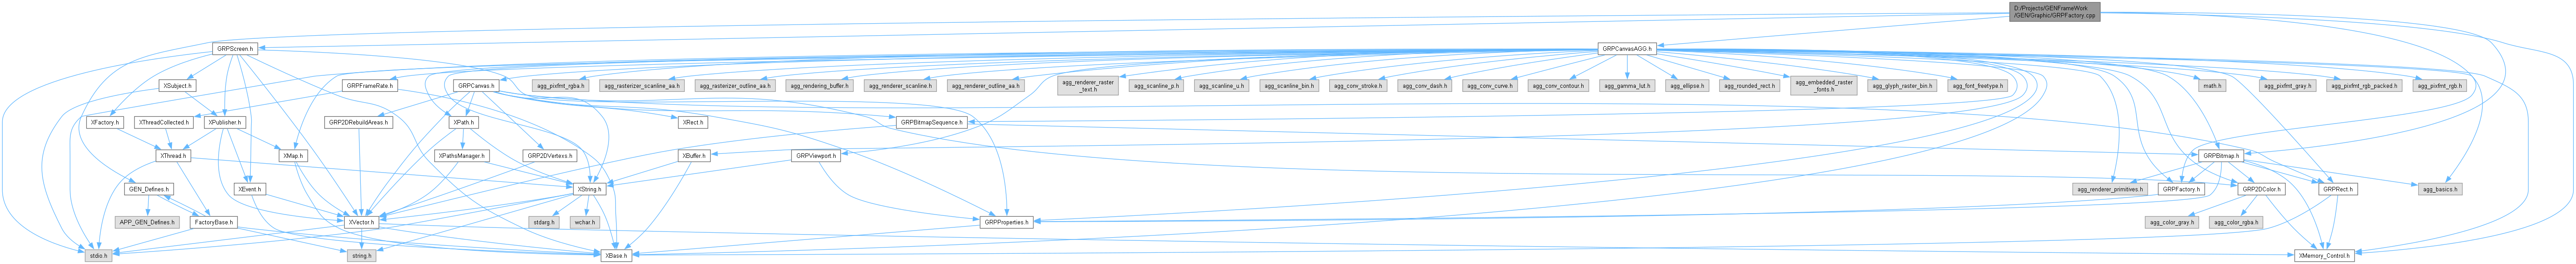 D:/Projects/GENFrameWork
/GEN/Graphic/GRPFactory.cpp
GRPScreen.h
GRPCanvasAGG.h
XSubject.h
GRPFrameRate.h
GRPCanvas.h
agg_pixfmt_rgba.h
agg_rasterizer_scanline_aa.h
agg_rasterizer_outline_aa.h
agg_rendering_buffer.h
agg_renderer_scanline.h
agg_renderer_outline_aa.h
agg_renderer_raster
_text.h
agg_scanline_p.h
agg_scanline_u.h
agg_scanline_bin.h
agg_conv_stroke.h
agg_conv_dash.h
agg_conv_curve.h
agg_conv_contour.h
agg_gamma_lut.h
agg_ellipse.h
agg_rounded_rect.h
agg_embedded_raster
_fonts.h
agg_glyph_raster_bin.h
agg_font_freetype.h
math.h
agg_pixfmt_gray.h
agg_pixfmt_rgb_packed.h
agg_pixfmt_rgb.h
XFactory.h
XThreadCollected.h
XPublisher.h
GRP2DRebuildAreas.h
XPath.h
XRect.h
GRPBitmapSequence.h
XThread.h
XMap.h
XPathsManager.h
GRP2DVertexs.h
XBuffer.h
GRPViewport.h
GRPBitmap.h
GEN_Defines.h
XEvent.h
XString.h
agg_renderer_primitives.h
GRPFactory.h
GRP2DColor.h
GRPRect.h
agg_basics.h
APP_GEN_Defines.h
FactoryBase.h
XVector.h
stdarg.h
wchar.h
GRPProperties.h
agg_color_gray.h
agg_color_rgba.h
stdio.h
string.h
XBase.h
XMemory_Control.h